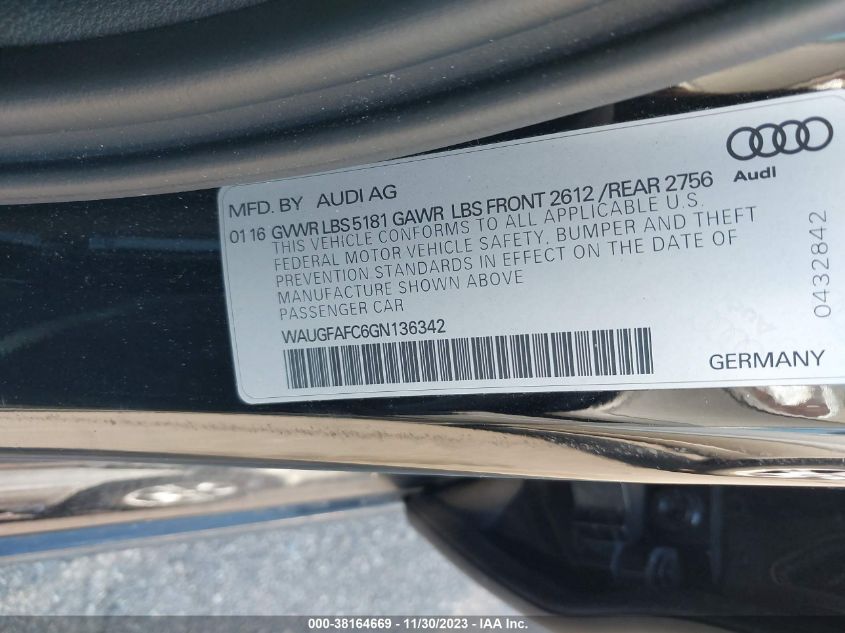 MFD. BY AUDI AG
Audi
01 16 GVWR LBS 5181 GAWR LBS FRONT 2612 /REAR 2756
THIS VEHICLE CONFORMS TO ALL APPLICABLE U.S.
FEDERAL MOTOR VEHICLE SAFETY, BUMPER AND THEFT
PREVENTION STANDARDS IN EFFECT ON THE DATE OF
MANUFACTURE SHOWN ABOVE
PASSENGER CAR
WAUGFAFC6GN136342
GERMANY
0432842
000-38164669 - 11/30/2023 - IAA Inc.